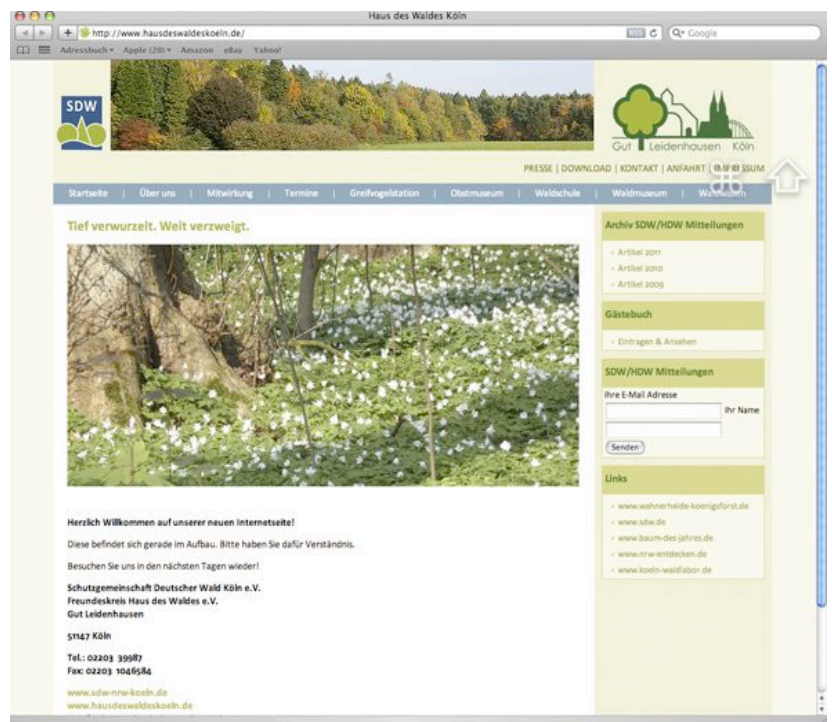 Haus des Waldes Köln
http://www.hausdeswaldeskoeln.de/
RSS
Google
Adressbuch Apple (20) Amazon eBay Yahoo!
SDW
Gut Leidenhausen Köln
PRESSE | DOWNLOAD | KONTAKT | ANFAHRT |
Startseite | Über uns | Mitwirkung | Termine | Greifvogelstation | Obstmuseum | Waldschule | Waldmuseum |
Tief verwurzelt. Weit verzweigt.
Archiv SDW/HDW Mitteilungen
Artikel 2011
Artikel 2010
Artikel 2009
Gästebuch
Eintragen & Ansehen
SDW/HDW Mitteilungen
Ihre E-Mail Adresse
Ihr Name
Senden
Links
www.wahnerheide-koenigsforst.de
www.sdw.de
www.baum-des-jahres.de
www.nrw-entdecken.de
www.koeln-waldlabor.de
Herzlich Willkommen auf unserer neuen Internetseite!
Diese befindet sich gerade im Aufbau. Bitte haben Sie dafür Verständnis.
Besuchen Sie uns in den nächsten Tagen wieder!
Schutzgemeinschaft Deutscher Wald Köln e.V.
Freundeskreis Haus des Waldes e.V.
Gut Leidenhausen
51147 Köln
Tel.: 02203 39987
Fax: 02203 1046584
www.sdw-nrw-koeln.de
www.hausdeswaldeskoeln.de